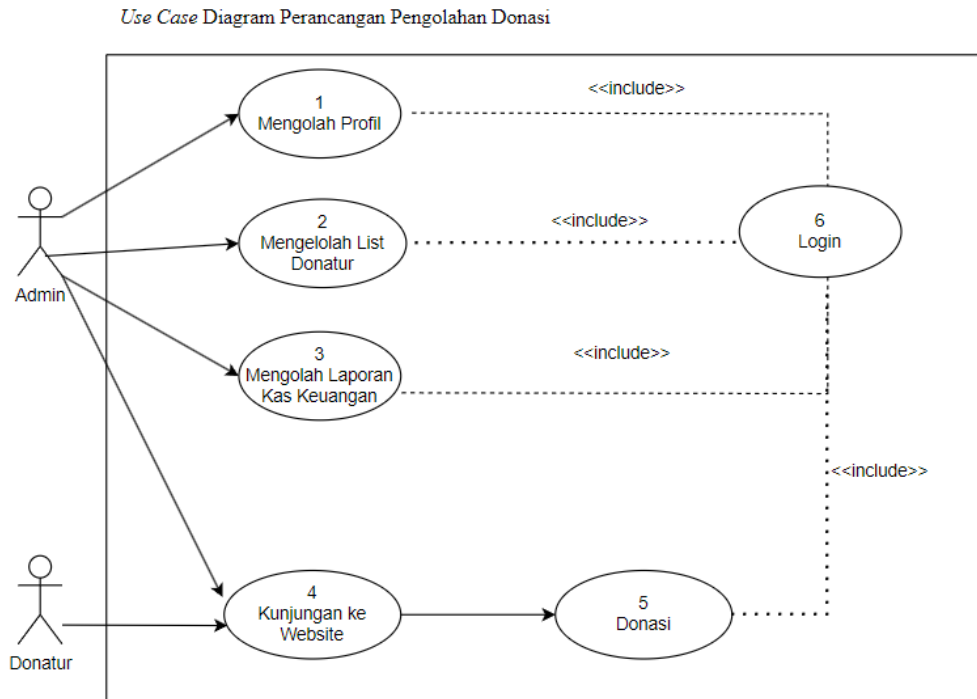 Use Case Diagram Perancangan Pengolahan Donasi
1
Mengolah Profil
<<include>>
2
Mengelolah List
Donatur
<<include>>
6
Login
Admin
3
Mengolah Laporan
Kas Keuangan
<<include>>
<<include>>
4
Kunjungan ke
Website
5
Donasi
Donatur